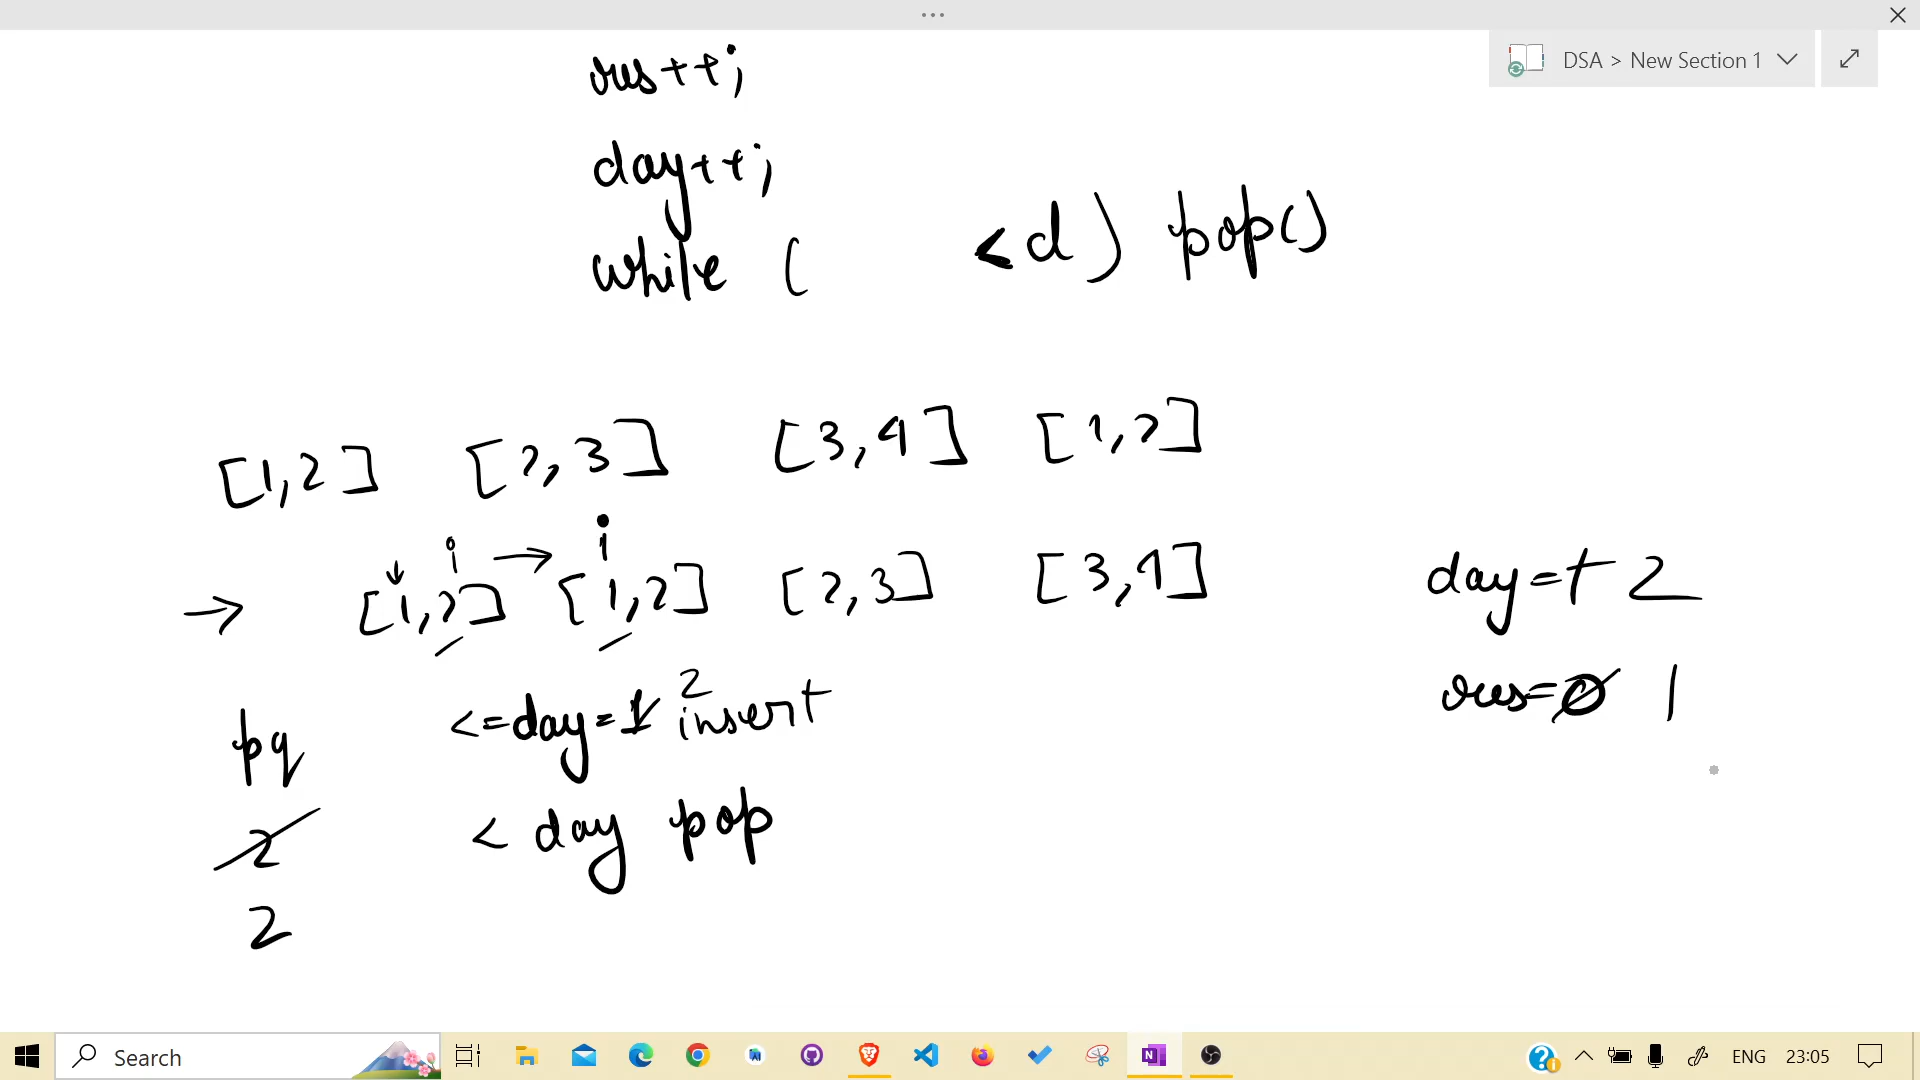 DSA > New Section 1
res++;
day++;
while ( <d) pop()
[1,2] [2,3] [3,4] [1,2]
i → i
→ [1,2] [1,2] [2,3] [3,4]
day=1 2
res=0 1
2
<=day=1 insert
pq
2
< day pop
2
Search
ENG 23:05